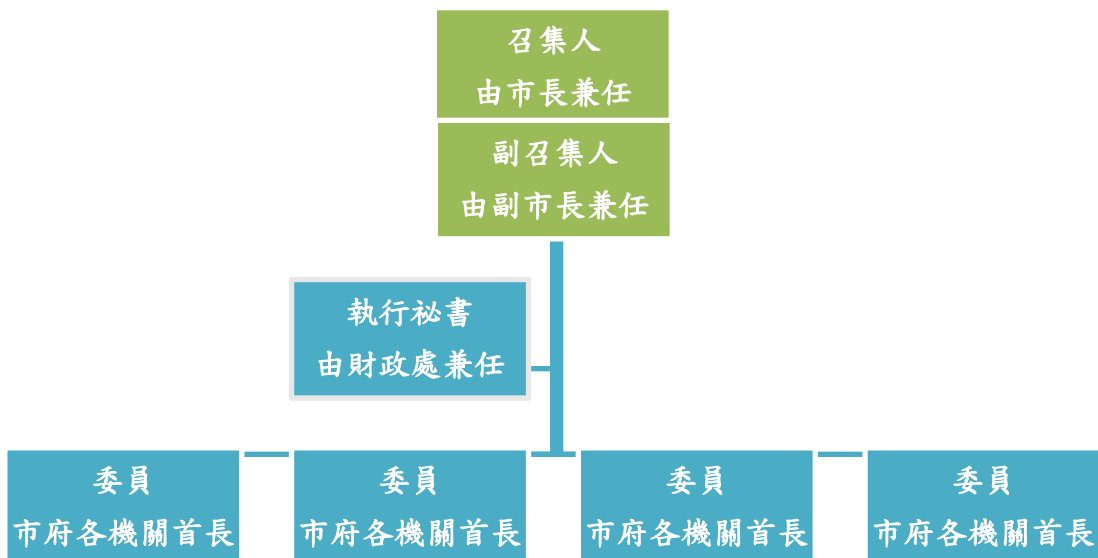 召集人
由市長兼任
副召集人
由副市長兼任
執行祕書
由財政處兼任
委員
市府各機關首長
委員
市府各機關首長
委員
市府各機關首長
委員
市府各機關首長